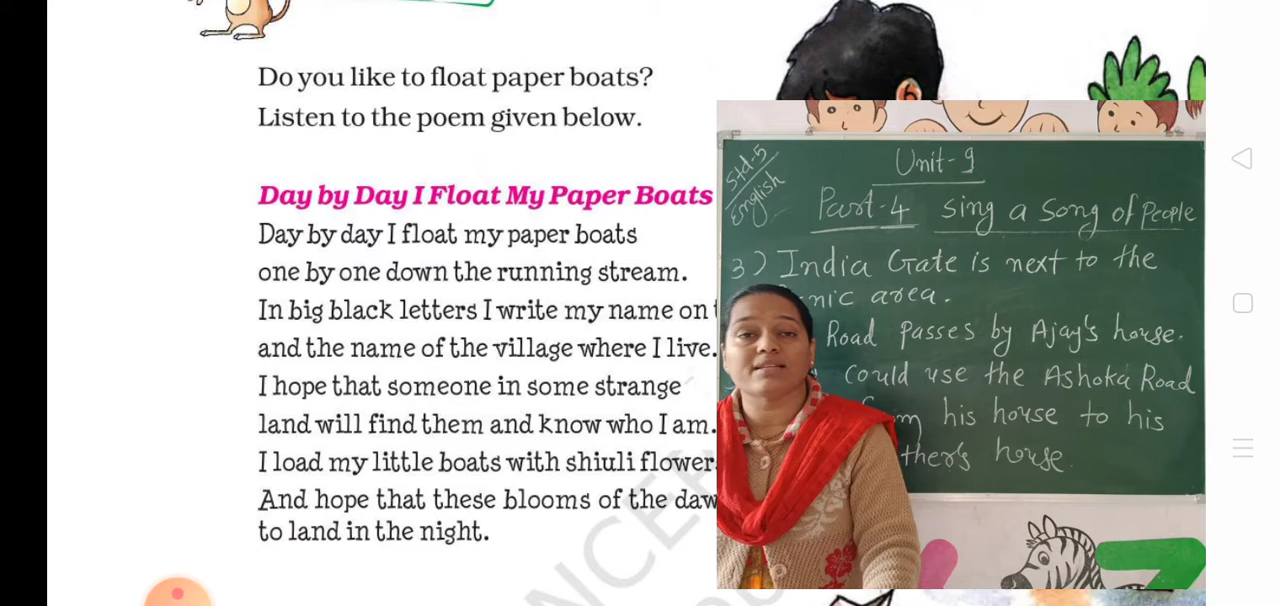 Do you like to float paper boats?
Listen to the poem given below.
Day by Day I Float My Paper Boats
Day by day I float my paper boats
one by one down the running stream.
In big black letters I write my name on
and the name of the village where I live.
I hope that someone in some strange
land will find them and know who I am.
I load my little boats with shiuli flower
And hope that these blooms of the daw
to land in the night.
NCER
Std-5
English
Unit-9
Part-4 Sing a Song of People
3) India Gate is next to the
nic area.
Road passes by Ajay's house.
could use the Ashoka Road
his house to his
ther's house.